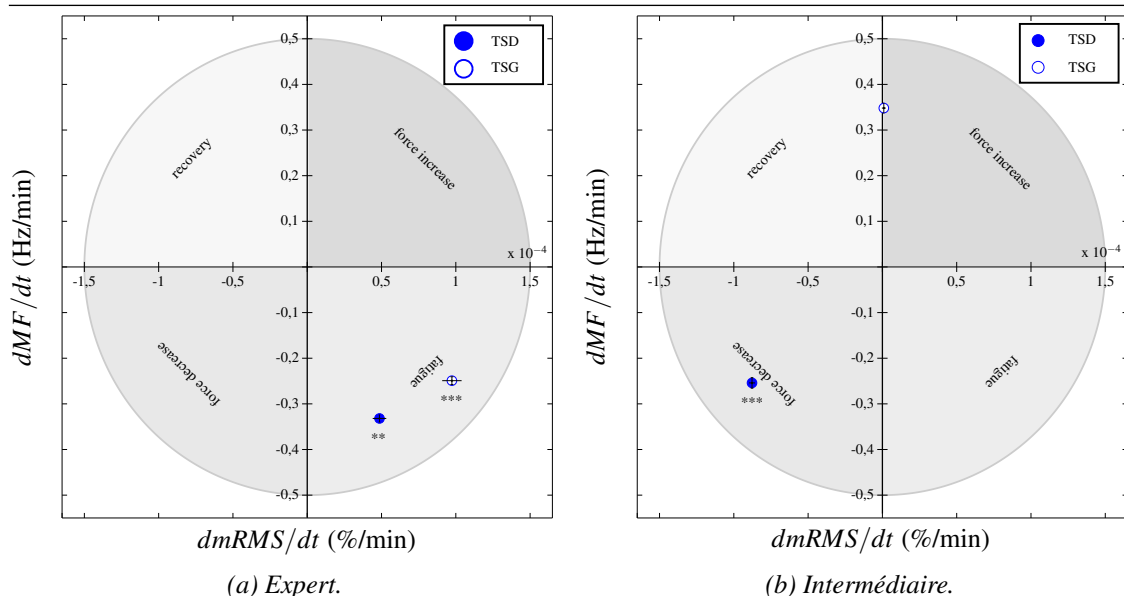 TSD
TSG
0,5
0,4
0,3
0,2
0,1
-0,1
-0,2
-0,3
-0,4
-0,5
-1,5
-1
-0,5
0,5
1
1,5
x 10⁻⁴
recovery
force increase
force decrease
fatigue
**
***
dMF/dt (Hz/min)
dmRMS/dt (%/min)
(a) Expert.
TSD
TSG
0,5
0,4
0,3
0,2
0,1
-0,1
-0,2
-0,3
-0,4
-0,5
-1,5
-1
-0,5
0,5
1
1,5
x 10⁻⁴
recovery
force increase
force decrease
fatigue
***
dMF/dt (Hz/min)
dmRMS/dt (%/min)
(b) Intermédiaire.